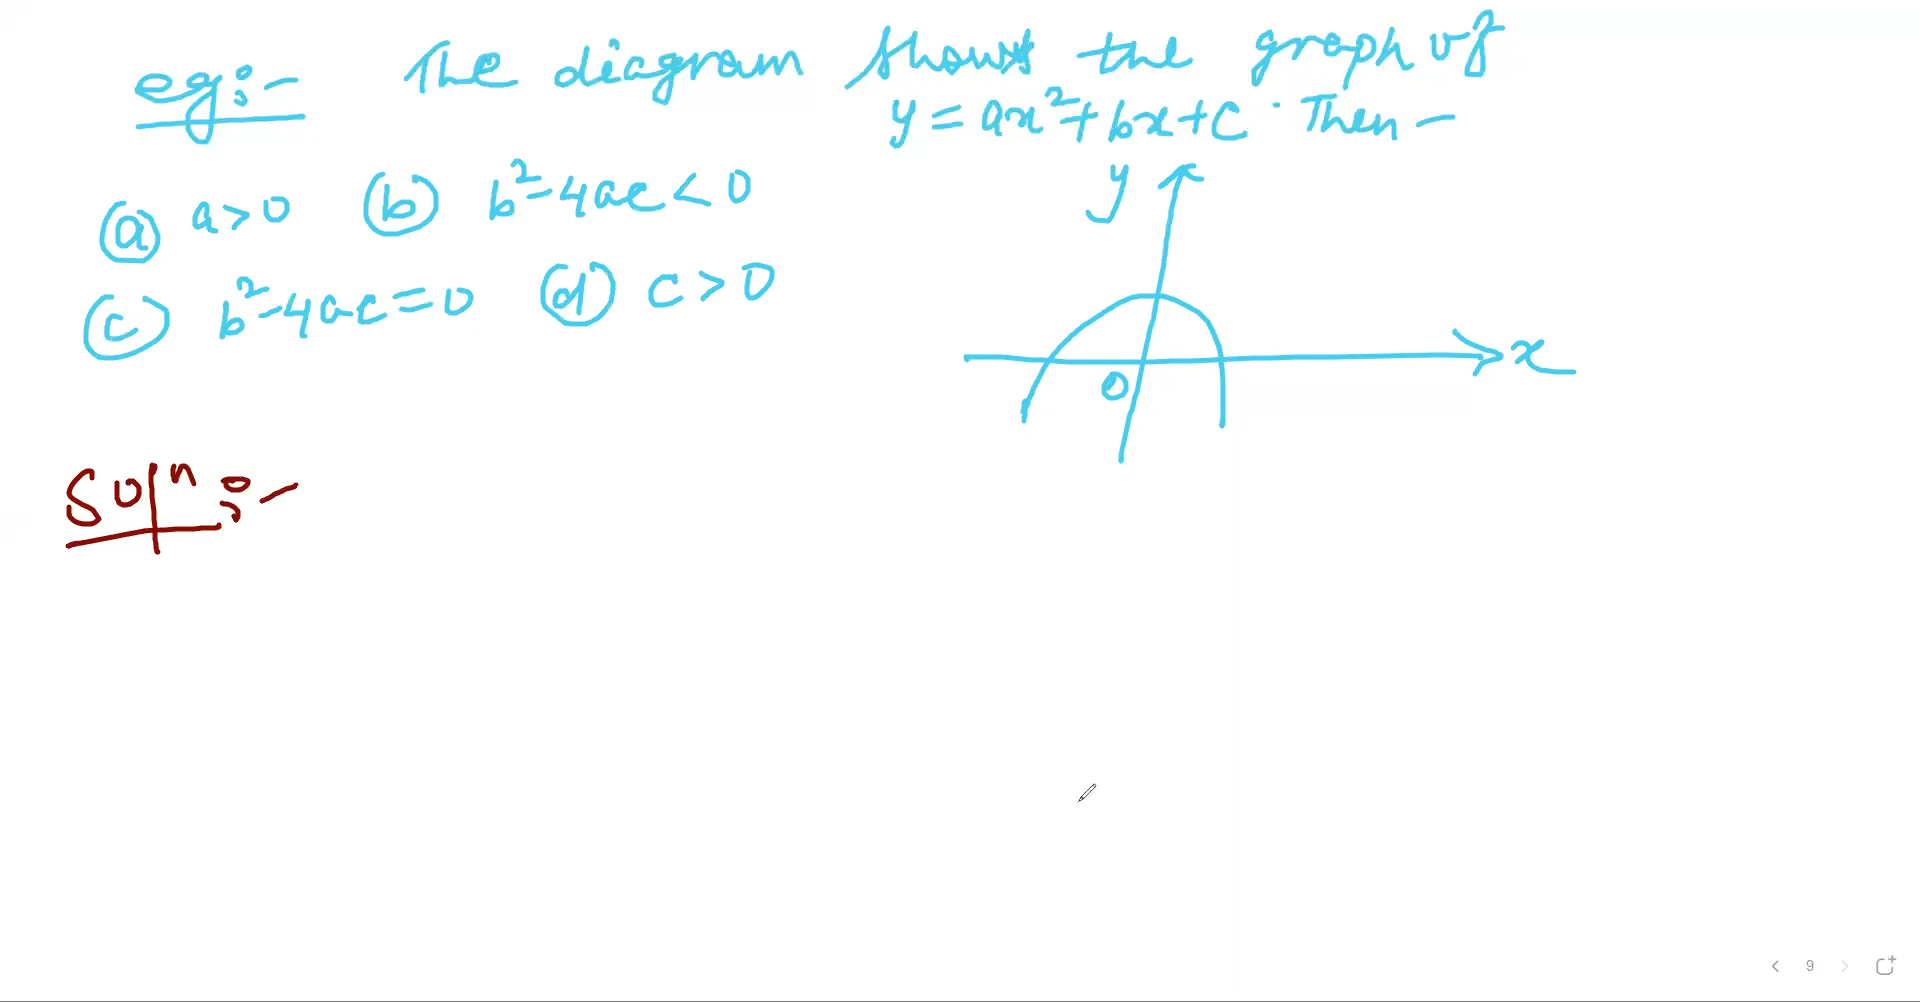 eg:- The diagram shows the graph of
y = ax²+bx+c. Then -
(a) a>0 (b) b²-4ac<0
(c) b²-4ac=0 (d) c>0
y
x
0
Solⁿ:-
9